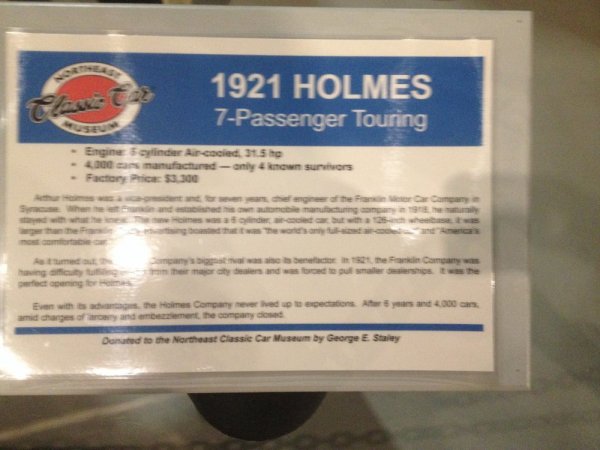 NORTHEAST
Classic Car
MUSEUM
1921 HOLMES
7-Passenger Touring
• Engine: 6 cylinder Air-cooled, 31.5 hp
• 4,000 cars manufactured — only 4 known survivors
• Factory Price: $3,300
Arthur Holmes was a vice-president and, for seven years, chief engineer of the Franklin Motor Car Company in
Syracuse. When he left Franklin and established his own automobile manufacturing company in 1918, he naturally
stayed with what he knew. The new Holmes was a 6 cylinder, air-cooled car, but with a 126-inch wheelbase, it was
larger than the Franklin. advertising boasted that it was "the world's only full-sized air-cooled and "America's
most comfortable car
As it turned out, the Company's biggest rival was also its benefactor. In 1921, the Franklin Company was
having difficulty fulfilling from their major city dealers and was forced to pull smaller dealerships. It was the
perfect opening for Holmes.
Even with its advantages, the Holmes Company never lived up to expectations. After 6 years and 4,000 cars,
amid charges of larceny and embezzlement, the company closed.
Donated to the Northeast Classic Car Museum by George E. Staley